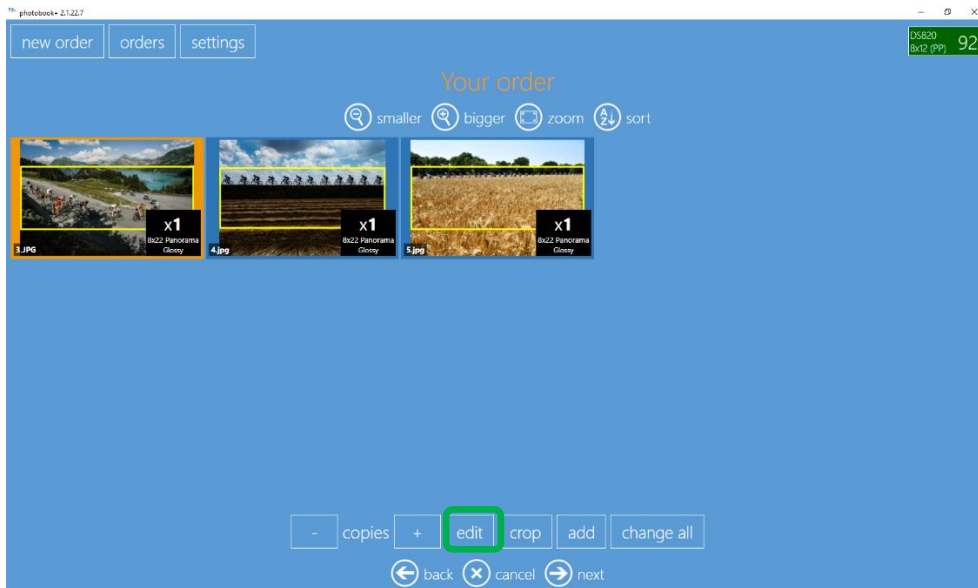 photobook+ 2.1.22.7
new order orders settings
DS820
8x12 (PP) 92
Your order
smaller bigger zoom A Z sort
x1
8x22 Panorama
Glossy
3.JPG
x1
8x22 Panorama
Glossy
4.jpg
x1
8x22 Panorama
Glossy
5.jpg
- copies + edit crop add change all
back cancel next